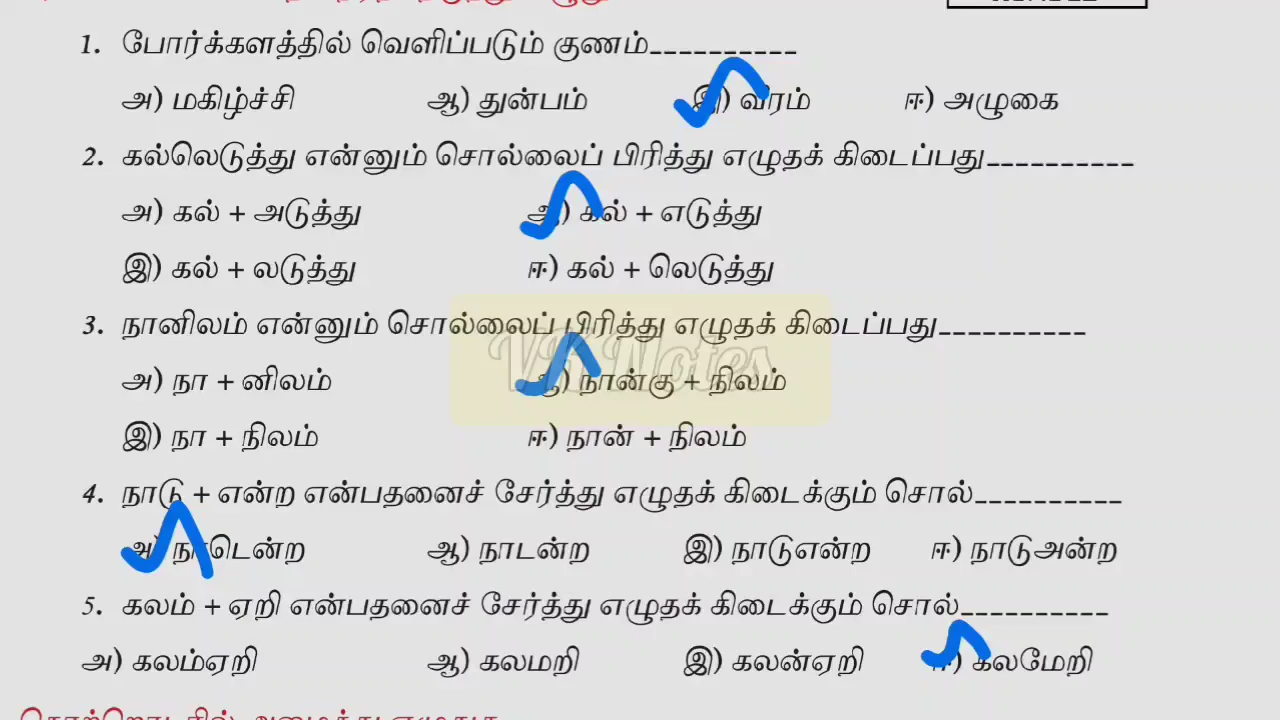 1. போர்க்களத்தில் வெளிப்படும் குணம்__________
அ) மகிழ்ச்சி ஆ) துன்பம் இ) வீரம் ஈ) அழுகை
2. கல்லெடுத்து என்னும் சொல்லைப் பிரித்து எழுதக் கிடைப்பது__________
அ) கல் + அடுத்து ஆ) கல் + எடுத்து
இ) கல் + லடுத்து ஈ) கல் + லெடுத்து
3. நானிலம் என்னும் சொல்லைப் பிரித்து எழுதக் கிடைப்பது__________
அ) நா + னிலம் ஆ) நான்கு + நிலம்
VK Notes
இ) நா + நிலம் ஈ) நான் + நிலம்
4. நாடு + என்ற என்பதனைச் சேர்த்து எழுதக் கிடைக்கும் சொல்__________
அ) நாடென்ற ஆ) நாடன்ற இ) நாடுஎன்ற ஈ) நாடுஅன்ற
5. கலம் + ஏறி என்பதனைச் சேர்த்து எழுதக் கிடைக்கும் சொல்__________
அ) கலம்ஏறி ஆ) கலமறி இ) கலன்ஏறி ஈ) கலமேறி